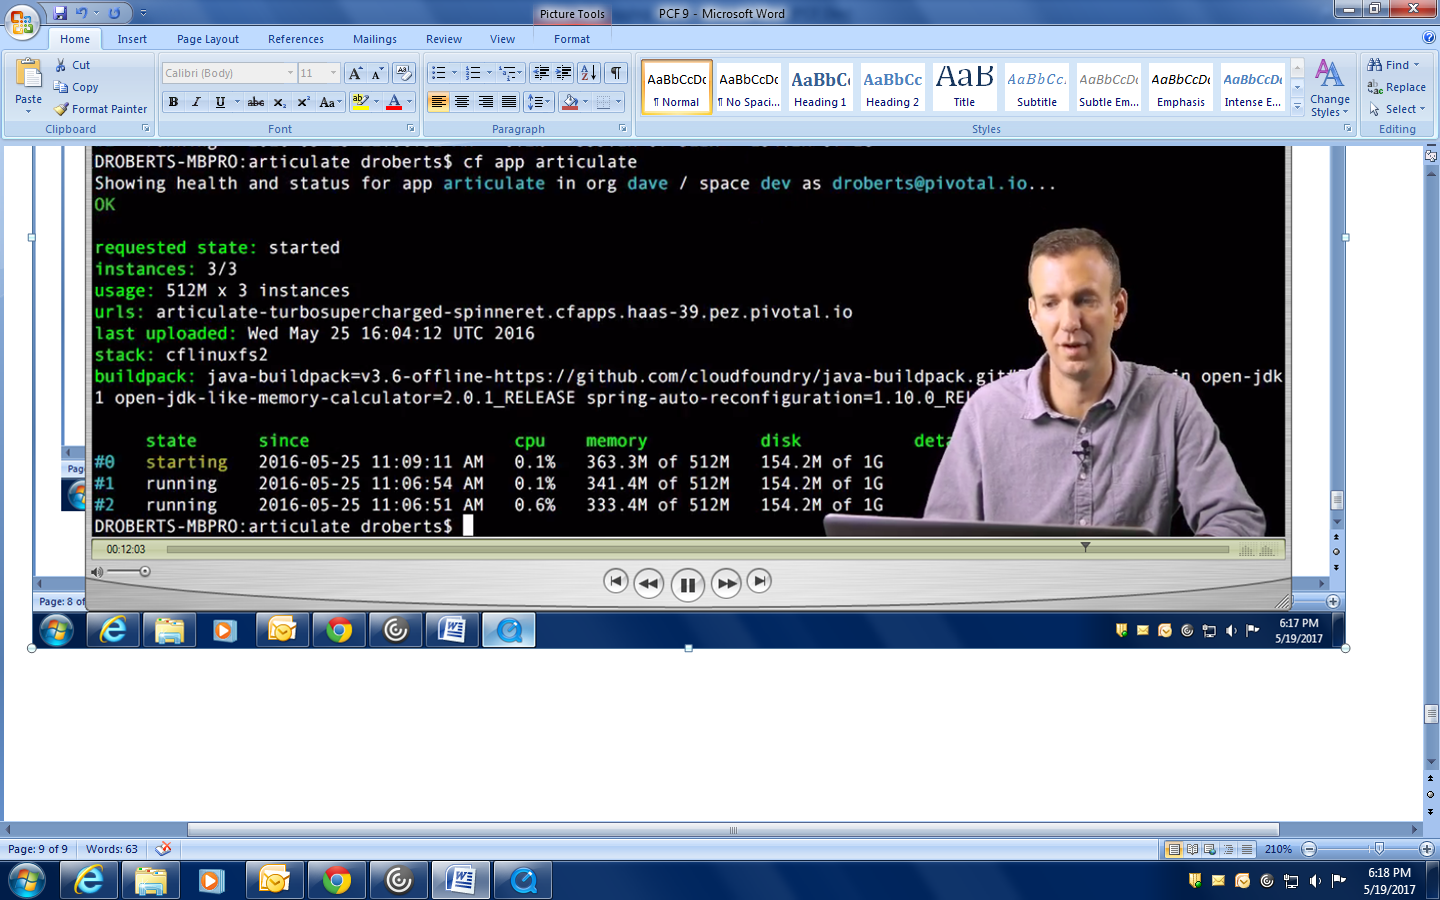 Picture Tools
PCF 9 - Microsoft Word
Home
Insert
Page Layout
References
Mailings
Review
View
Format
Paste
Cut
Copy
Format Painter
Clipboard
Calibri (Body)
11
A A Aa
B I U abc x₂ x² Aa ab A
Font
Paragraph
AaBbCcDc AaBbCcDc AaBbCc AaBbCc AaB AaBbCc. AaBbCcDc AaBbCcDc AaBbCcDc
¶ Normal
¶ No Spaci...
Heading 1
Heading 2
Title
Subtitle
Subtle Em...
Emphasis
Intense E...
Change Styles
Styles
Find
Replace
Select
Editing
DROBERTS-MBPRO:articulate droberts$ cf app articulate
Showing health and status for app articulate in org dave / space dev as droberts@pivotal.io...
OK
requested state: started
instances: 3/3
usage: 512M x 3 instances
urls: articulate-turbosupercharged-spinneret.cfapps.haas-39.pez.pivotal.io
last uploaded: Wed May 25 16:04:12 UTC 2016
stack: cflinuxfs2
buildpack: java-buildpack=v3.6-offline-https://github.com/cloudfoundry/java-buildpack.git# in open-jdk
1 open-jdk-like-memory-calculator=2.0.1_RELEASE spring-auto-reconfiguration=1.10.0_REL
state since cpu memory disk deta
#0 starting 2016-05-25 11:09:11 AM 0.1% 363.3M of 512M 154.2M of 1G
#1 running 2016-05-25 11:06:54 AM 0.1% 341.4M of 512M 154.2M of 1G
#2 running 2016-05-25 11:06:51 AM 0.6% 333.4M of 512M 154.2M of 1G
DROBERTS-MBPRO:articulate droberts$
00:12:03
Page: 8 of
6:17 PM
5/19/2017
Page: 9 of 9
Words: 63
210%
6:18 PM
5/19/2017